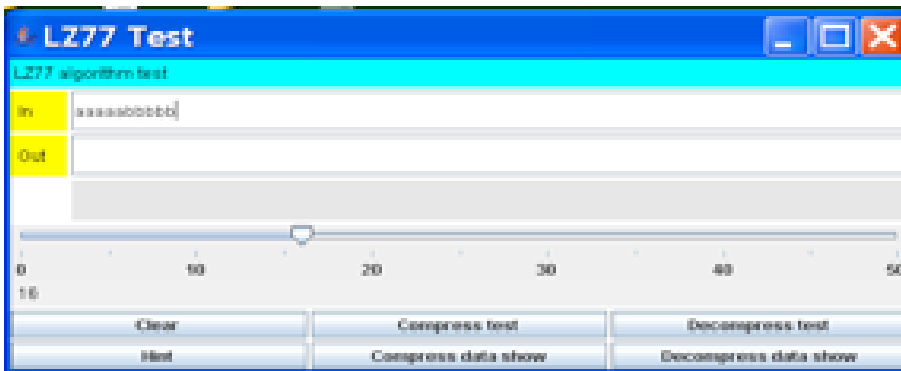 LZ77 Test
LZ77 algorithm test
In aaaaabbbbb
Out
0 10 20 30 40 50
16
Clear Compress test Decompress test
Hint Compress data show Decompress data show